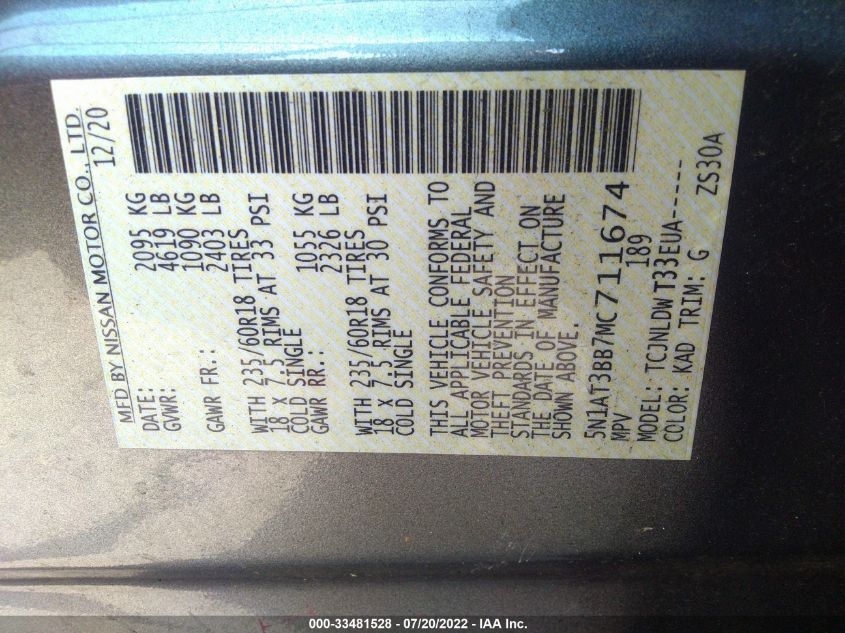 MFD BY NISSAN MOTOR CO., LTD.
DATE: 12/20
GVWR: 2095 KG
4619 LB
GAWR FR.: 1090 KG
2403 LB
WITH 235/60R18 TIRES
18 X 7.5 RIMS AT 33 PSI
COLD SINGLE
GAWR RR.: 1055 KG
2326 LB
WITH 235/60R18 TIRES
18 X 7.5 RIMS AT 30 PSI
COLD SINGLE
THIS VEHICLE CONFORMS TO
ALL APPLICABLE FEDERAL
MOTOR VEHICLE SAFETY AND
THEFT PREVENTION
STANDARDS IN EFFECT ON
THE DATE OF MANUFACTURE
SHOWN ABOVE.
5N1AT3BB7MC711674
MPV 189
MODEL: TCJNLDWT33EUA-----
COLOR: KAD TRIM: G ZS30A
000-33481528 - 07/20/2022 - IAA Inc.